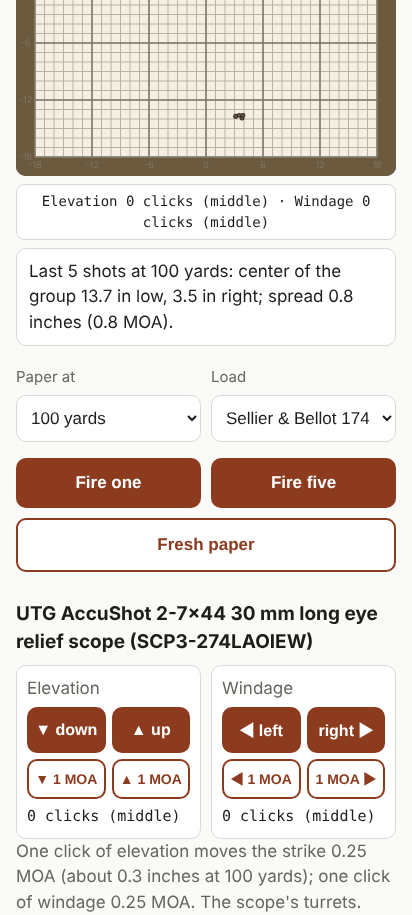 -6
-12
-18
-18 -12 -6 0 6 12 18
Elevation 0 clicks (middle) · Windage 0
clicks (middle)
Last 5 shots at 100 yards: center of the
group 13.7 in low, 3.5 in right; spread 0.8
inches (0.8 MOA).
Paper at Load
100 yards Sellier & Bellot 174
Fire one Fire five
Fresh paper
UTG AccuShot 2-7×44 30 mm long eye
relief scope (SCP3-274LAOIEW)
Elevation Windage
▼ down ▲ up ◀ left right ▶
▼ 1 MOA ▲ 1 MOA ◀ 1 MOA 1 MOA ▶
0 clicks (middle) 0 clicks (middle)
One click of elevation moves the strike 0.25
MOA (about 0.3 inches at 100 yards); one click
of windage 0.25 MOA. The scope's turrets.